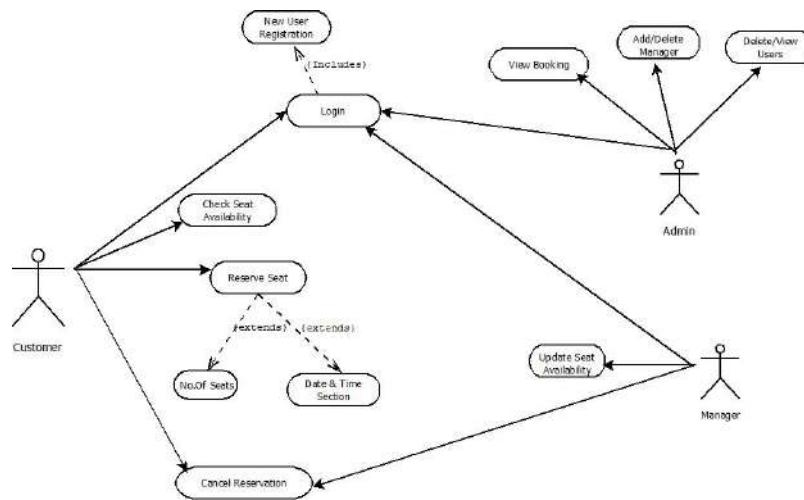 New User
Registration
Add/Delete
Manager
Delete/View
Users
View Booking
{Includes}
Login
Check Seat
Availability
Admin
Reserve Seat
Customer
{extends}
{extends}
No.Of Seats
Date & Time
Section
Update Seat
Availability
Manager
Cancel Reservation